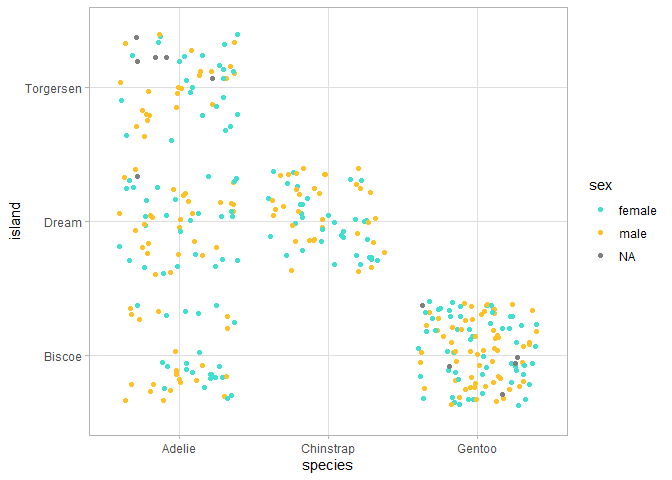 Torgersen
Dream
Biscoe
island
Adelie
Chinstrap
Gentoo
species
sex
female
male
NA